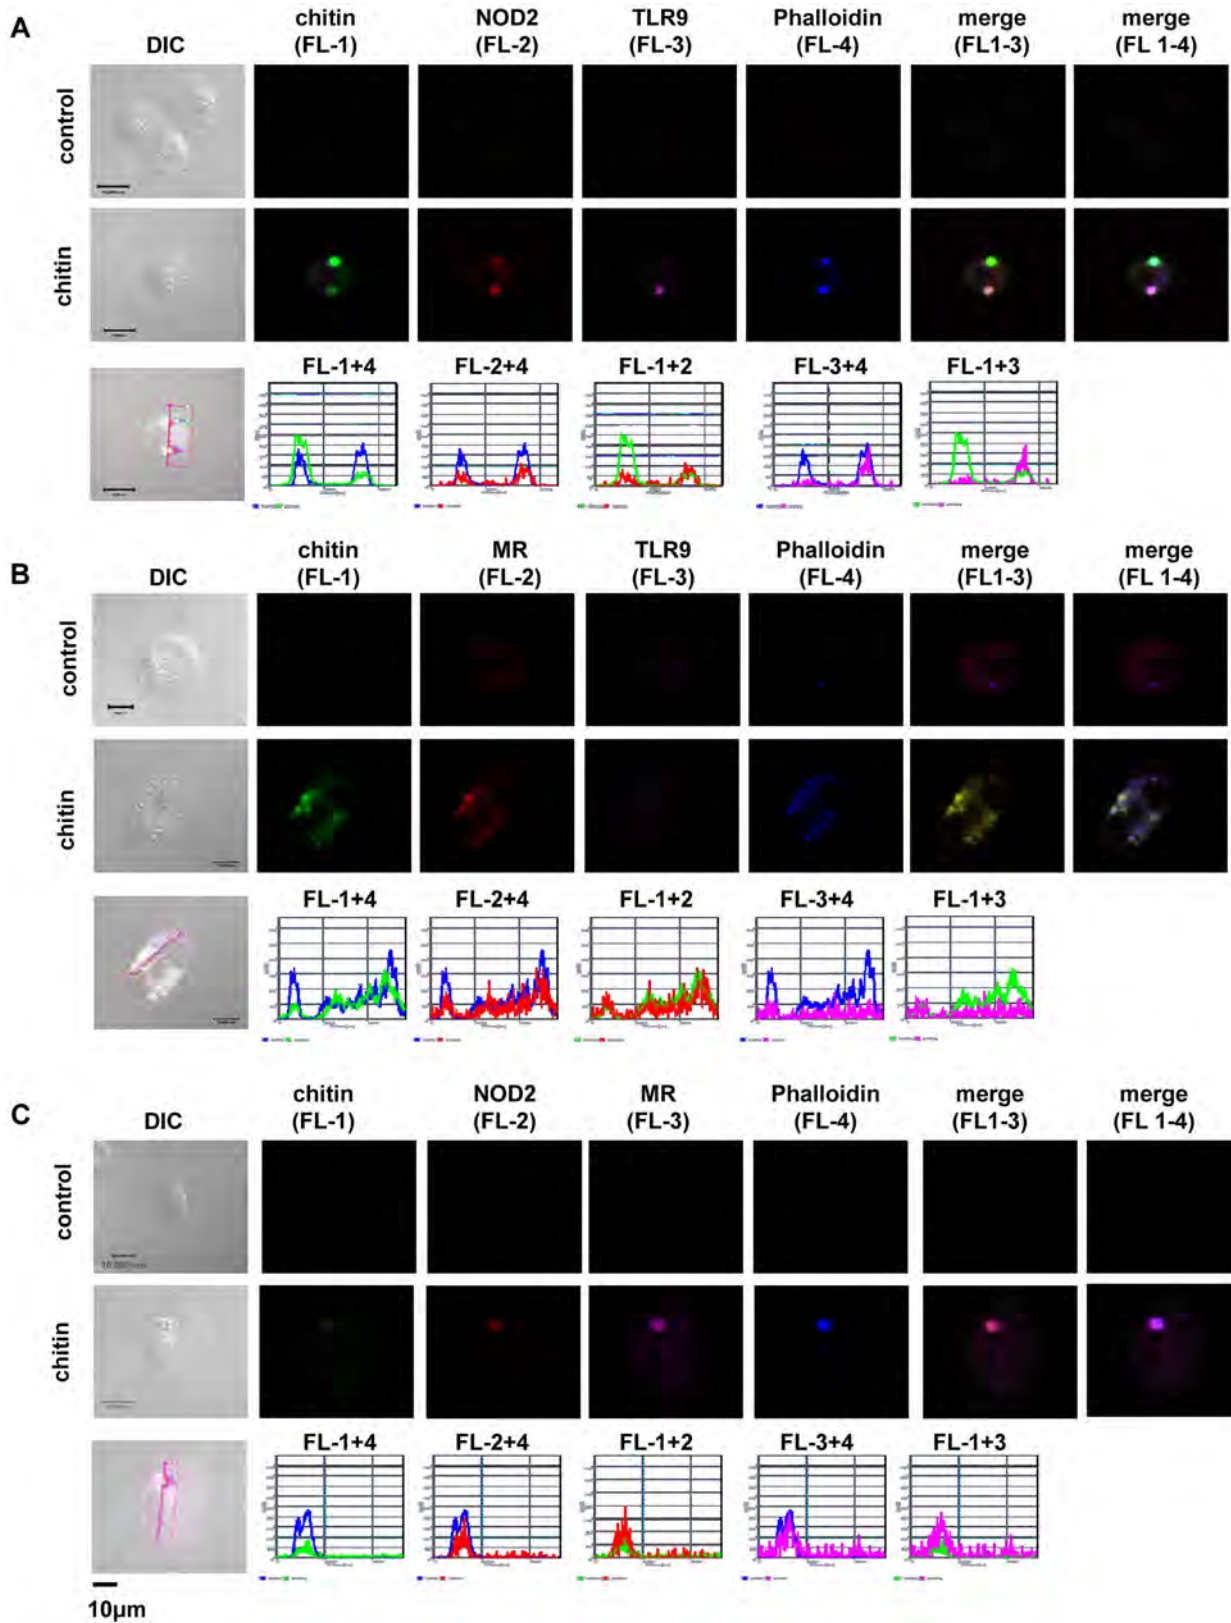 A
DIC
chitin
(FL-1)
NOD2
(FL-2)
TLR9
(FL-3)
Phalloidin
(FL-4)
merge
(FL1-3)
merge
(FL 1-4)
control
chitin
FL-1+4
FL-2+4
FL-1+2
FL-3+4
FL-1+3
B
DIC
chitin
(FL-1)
MR
(FL-2)
TLR9
(FL-3)
Phalloidin
(FL-4)
merge
(FL1-3)
merge
(FL 1-4)
control
chitin
FL-1+4
FL-2+4
FL-1+2
FL-3+4
FL-1+3
C
DIC
chitin
(FL-1)
NOD2
(FL-2)
MR
(FL-3)
Phalloidin
(FL-4)
merge
(FL1-3)
merge
(FL 1-4)
control
chitin
FL-1+4
FL-2+4
FL-1+2
FL-3+4
FL-1+3
10μm